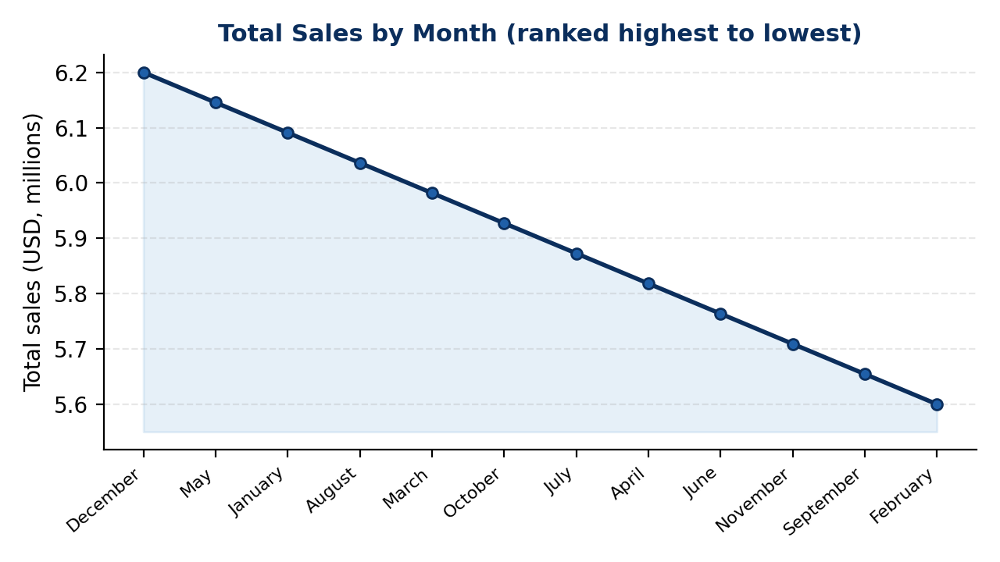 Total Sales by Month (ranked highest to lowest)
Total sales (USD, millions)
6.2
6.1
6.0
5.9
5.8
5.7
5.6
December
May
January
August
March
October
July
April
June
November
September
February